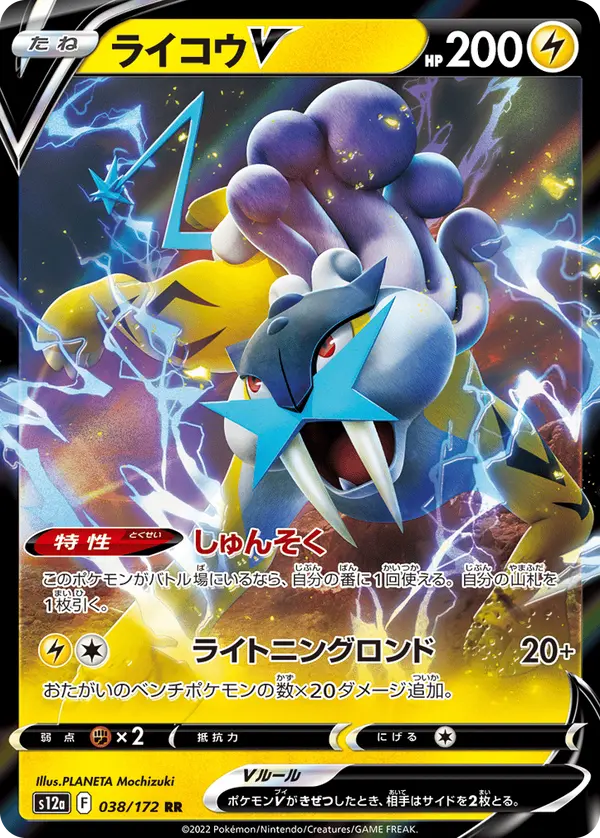 たね ライコウV HP200
特性 とくせい しゅんそく
このポケモンがバトル場にいるなら、自分の番に1回使える。自分の山札を
1枚引く。
ライトニングロンド 20+
おたがいのベンチポケモンの数×20ダメージ追加。
弱点 ×2 抵抗力 にげる
Illus.PLANETA Mochizuki
Vルール
s12a F 038/172 RR
ポケモンVがきぜつしたとき、相手はサイドを2枚とる。
©2022 Pokémon/Nintendo/Creatures/GAME FREAK.